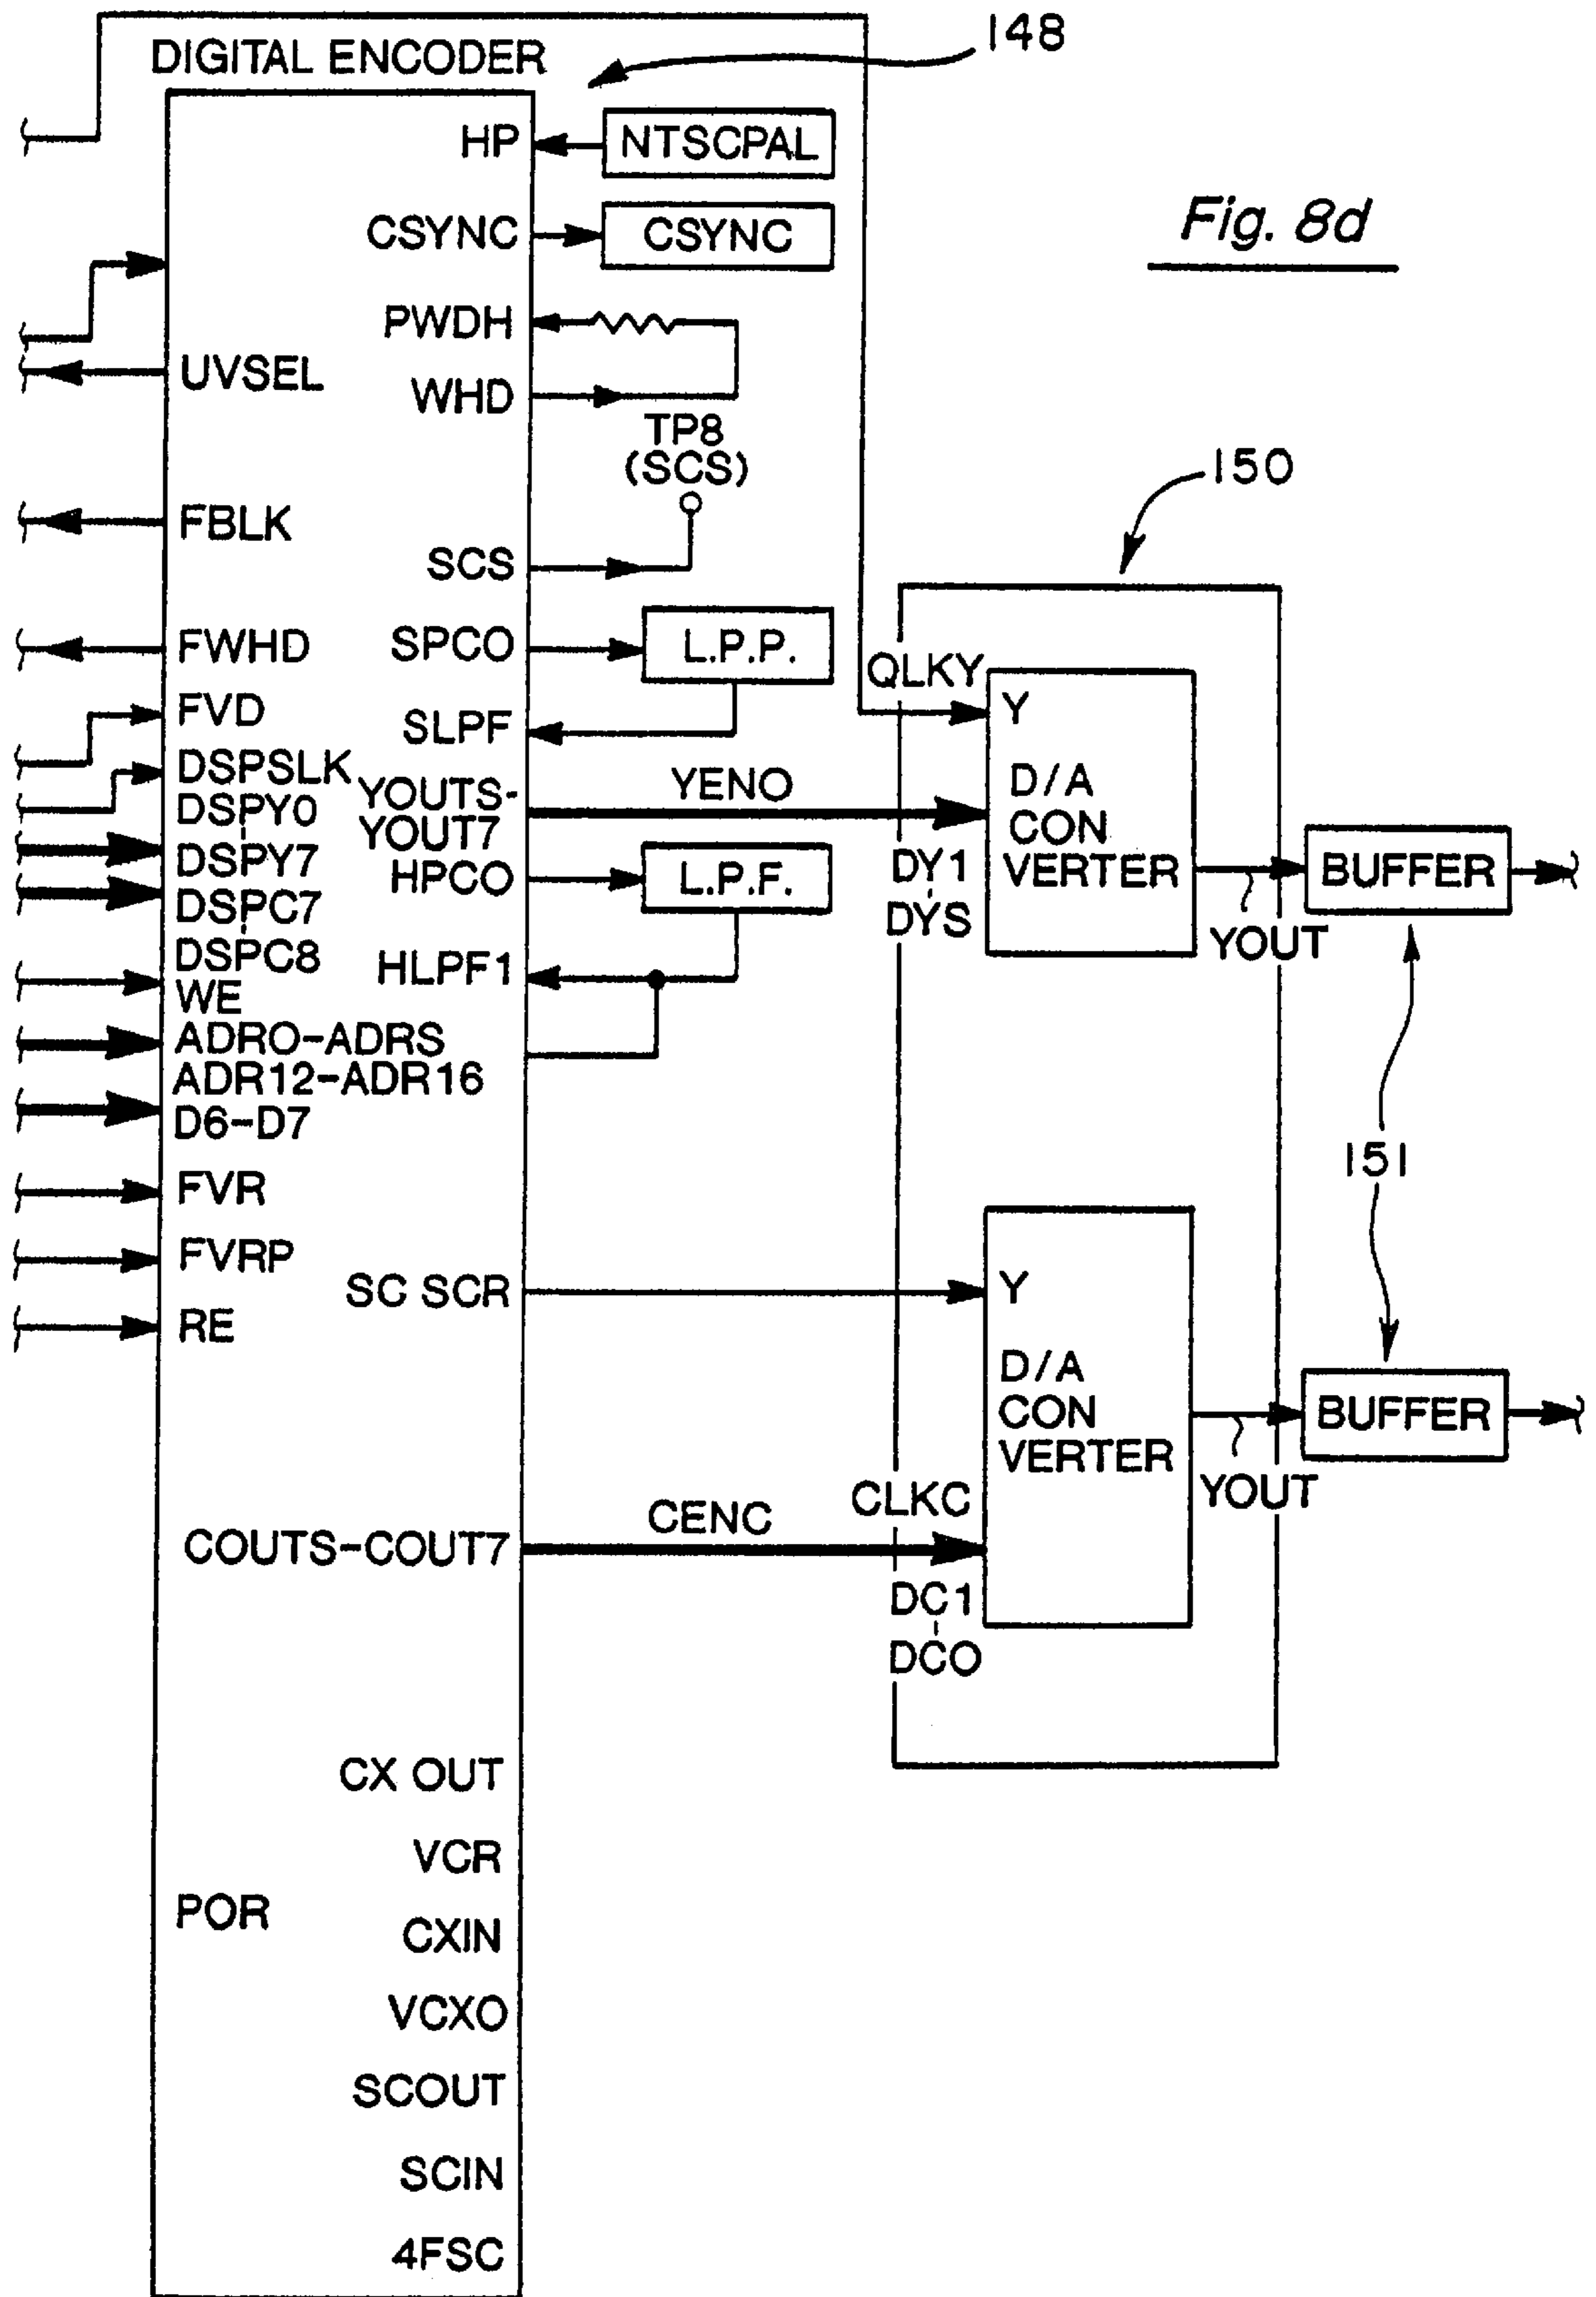 148
DIGITAL ENCODER
HP
NTSCPAL
CSYNC
CSYNC
Fig. 8d
PWDH
UVSEL
WHD
TP8
(SCS)
150
FBLK
SCS
FWHD
SPCO
L.P.P.
QLKY
Y
FVD
SLPF
DSPSLK
DSPY0
DSPY7
YOUTS-
YOUT7
YENO
D/A
CON
VERTER
DSPC7
DSPC8
HPCO
L.P.F.
DY1
DYS
BUFFER
YOUT
HLPF1
WE
ADRO-ADRS
ADR12-ADR16
D6-D7
151
FVR
FVRP
SC SCR
Y
RE
D/A
CON
VERTER
BUFFER
YOUT
COUTS-COUT7
CENC
CLKC
DC1
DCO
CX OUT
VCR
POR
CXIN
VCXO
SCOUT
SCIN
4FSC